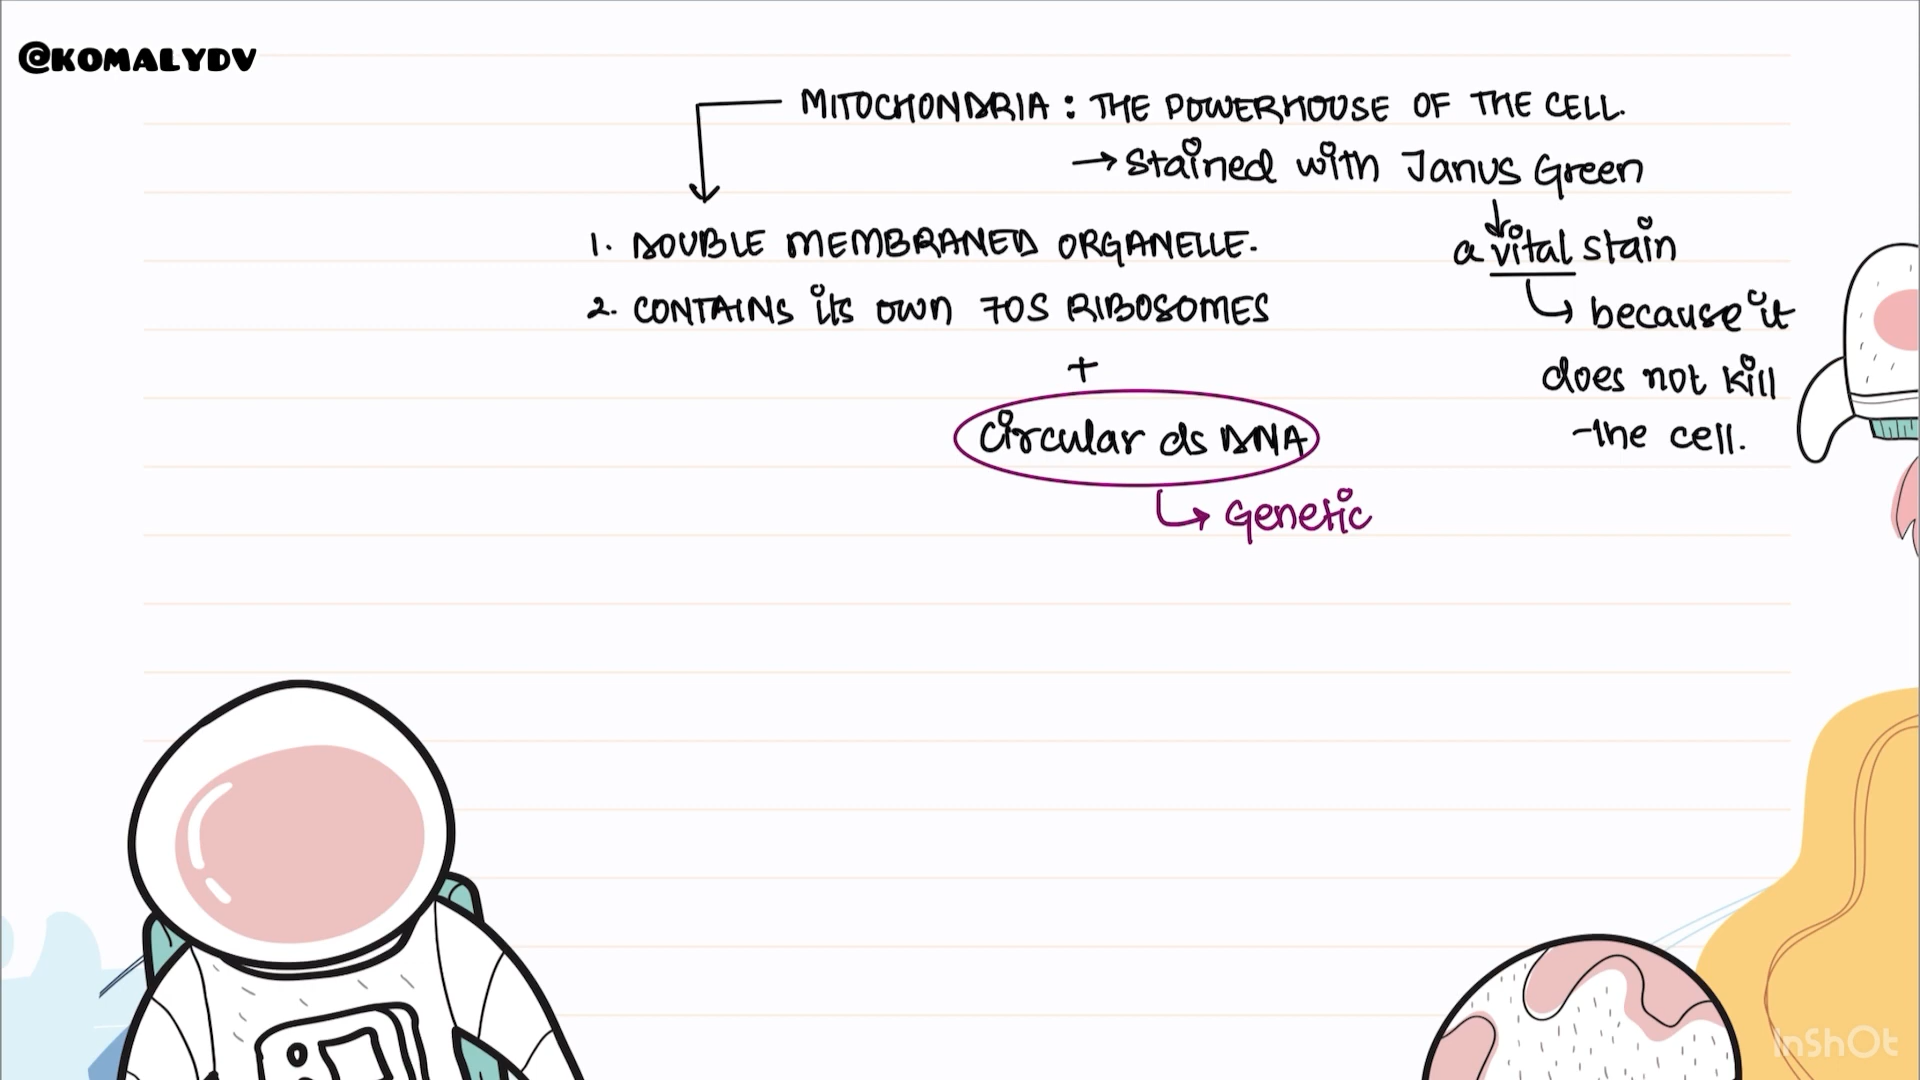 @KOMALYDV
MITOCHONDRIA : THE POWERHOUSE OF THE CELL.
→ Stained with Janus Green
a vital stain
because it
does not kill
the cell.
1. DOUBLE MEMBRANED ORGANELLE.
2. CONTAINS its own 70S RIBOSOMES
+
Circular ds DNA
Genetic
InShOt